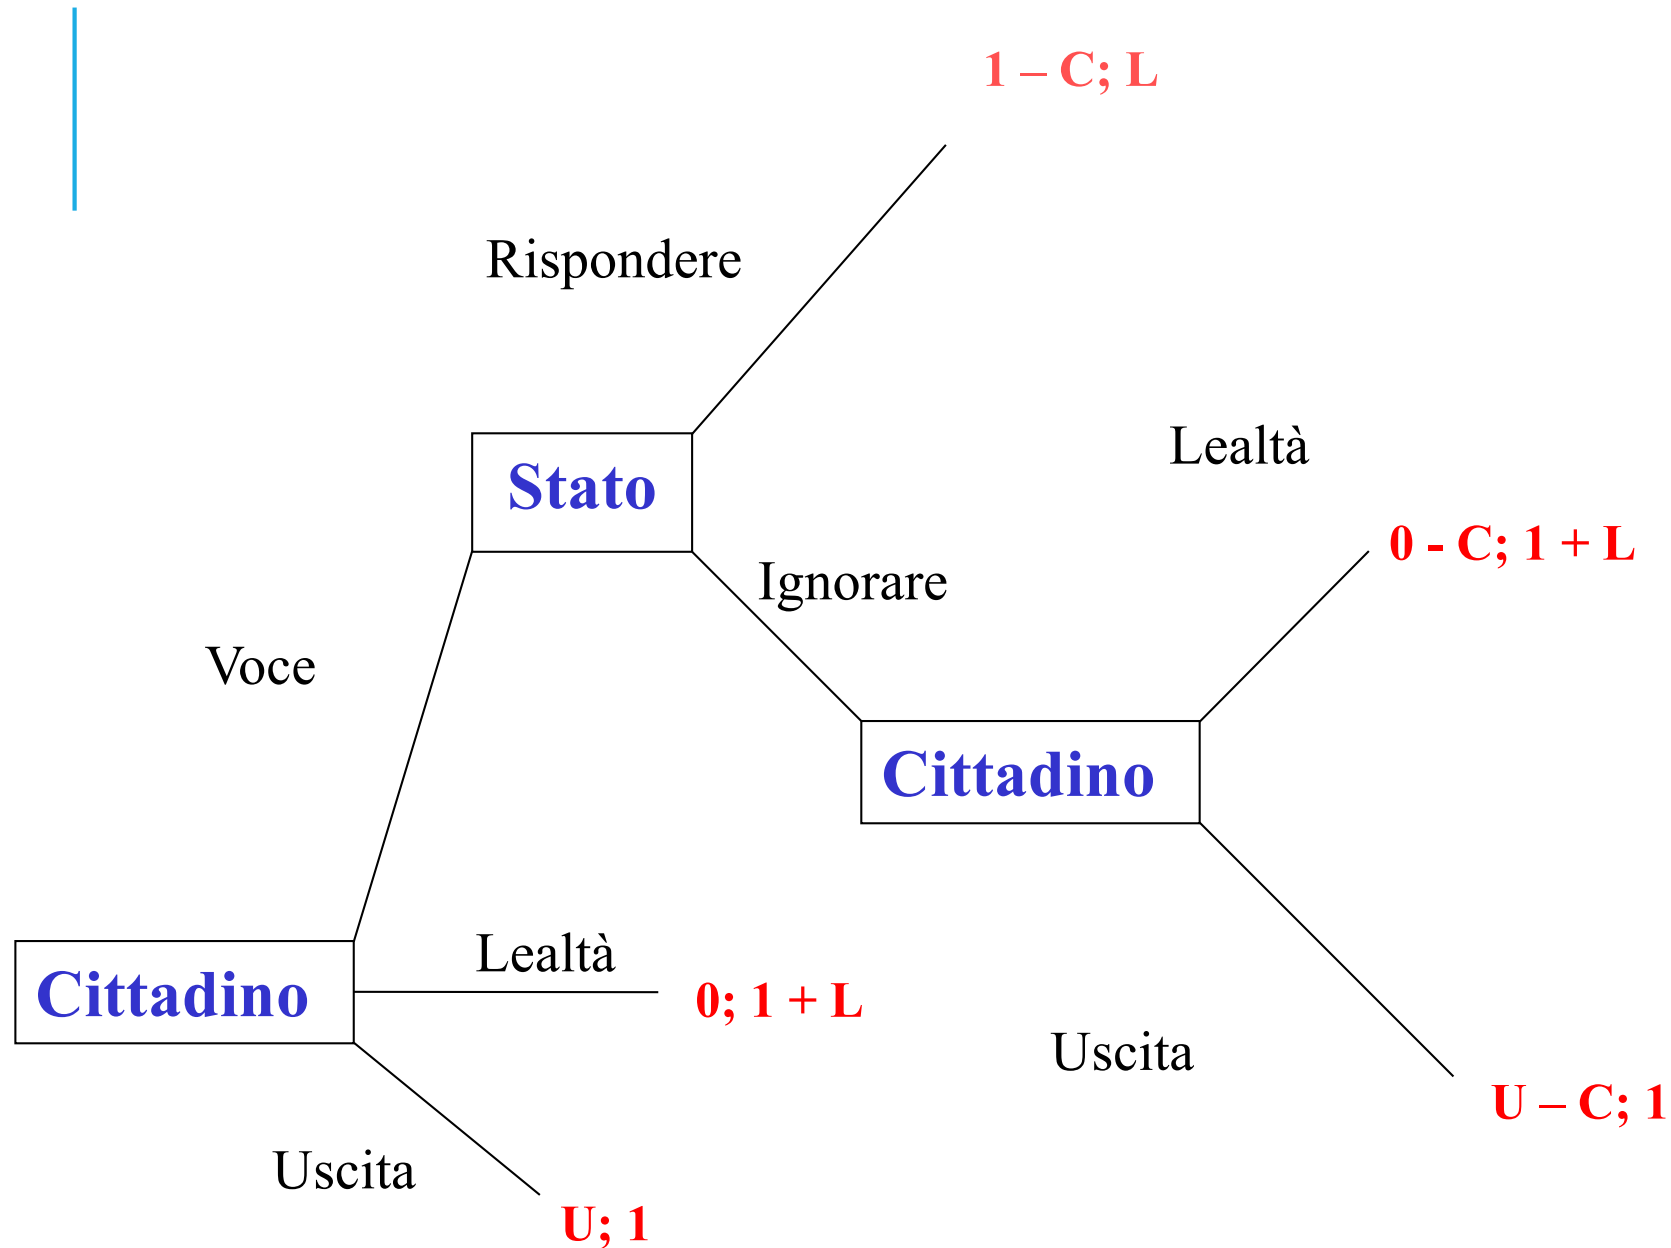 1 – C; L
Rispondere
Lealtà
Stato
0 - C; 1 + L
Ignorare
Voce
Cittadino
Lealtà
Cittadino
0; 1 + L
Uscita
U – C; 1
Uscita
U; 1